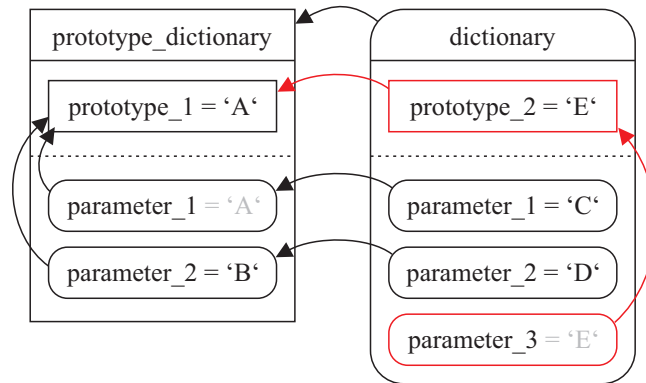 prototype_dictionary
prototype_1 = ‘A‘
parameter_1 = ‘A‘
parameter_2 = ‘B‘
dictionary
prototype_2 = ‘E‘
parameter_1 = ‘C‘
parameter_2 = ‘D‘
parameter_3 = ‘E‘